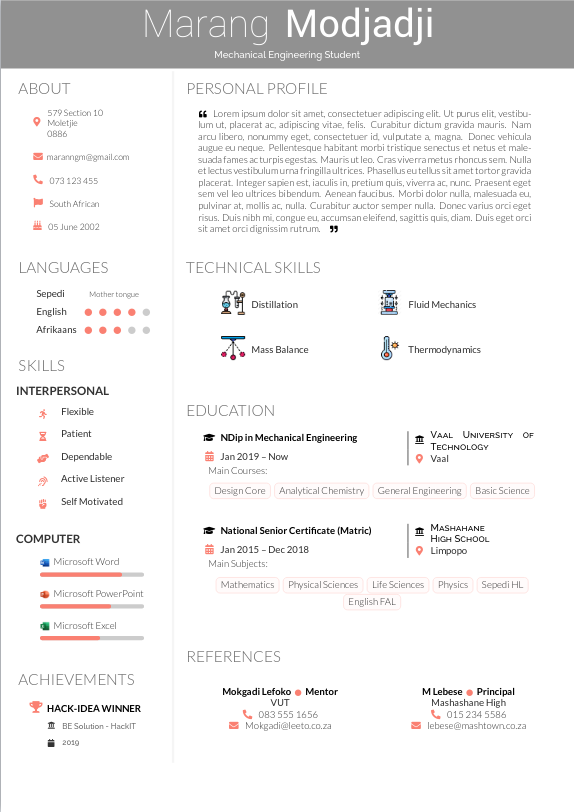 Marang Modjadji
Mechanical Engineering Student
ABOUT
579 Section 10
Moletjie
0886
maranngm@gmail.com
073 123 455
South African
05 June 2002
LANGUAGES
Sepedi Mother tongue
English
Afrikaans
SKILLS
INTERPERSONAL
Flexible
Patient
Dependable
Active Listener
Self Motivated
COMPUTER
Microsoft Word
Microsoft PowerPoint
Microsoft Excel
ACHIEVEMENTS
HACK-IDEA WINNER
BE Solution - HackIT
2019
PERSONAL PROFILE
❝ Lorem ipsum dolor sit amet, consectetuer adipiscing elit. Ut purus elit, vestibu-
lum ut, placerat ac, adipiscing vitae, felis. Curabitur dictum gravida mauris. Nam
arcu libero, nonummy eget, consectetuer id, vulputate a, magna. Donec vehicula
augue eu neque. Pellentesque habitant morbi tristique senectus et netus et male-
suada fames ac turpis egestas. Mauris ut leo. Cras viverra metus rhoncus sem. Nulla
et lectus vestibulum urna fringilla ultrices. Phasellus eu tellus sit amet tortor gravida
placerat. Integer sapien est, iaculis in, pretium quis, viverra ac, nunc. Praesent eget
sem vel leo ultrices bibendum. Aenean faucibus. Morbi dolor nulla, malesuada eu,
pulvinar at, mollis ac, nulla. Curabitur auctor semper nulla. Donec varius orci eget
risus. Duis nibh mi, congue eu, accumsan eleifend, sagittis quis, diam. Duis eget orci
sit amet orci dignissim rutrum. ❞
TECHNICAL SKILLS
Distillation Fluid Mechanics
Mass Balance Thermodynamics
EDUCATION
NDip in Mechanical Engineering
Jan 2019 – Now
Vaal University of
Technology
Vaal
Main Courses:
Design Core Analytical Chemistry General Engineering Basic Science
National Senior Certificate (Matric)
Jan 2015 – Dec 2018
Mashahane
High School
Limpopo
Main Subjects:
Mathematics Physical Sciences Life Sciences Physics Sepedi HL
English FAL
REFERENCES
Mokgadi Lefoko ● Mentor
VUT
083 555 1656
Mokgadi@leeto.co.za
M Lebese ● Principal
Mashashane High
015 234 5586
lebese@mashtown.co.za